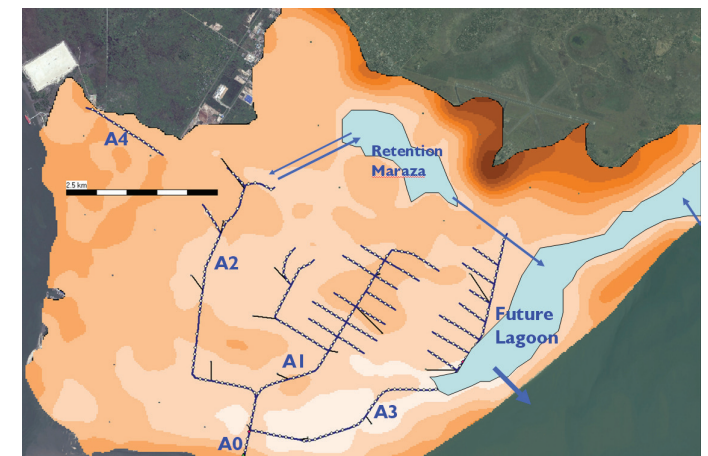 A4
Retention
Maraza
2.5 km
A2
Future
Lagoon
A1
A3
A0